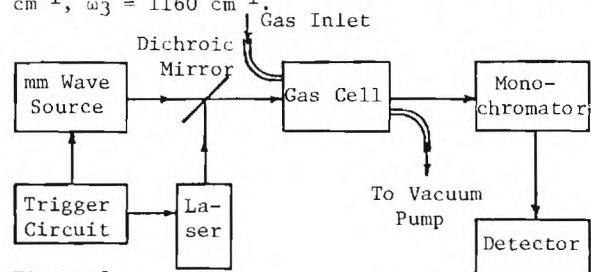 cm⁻¹, ω3 = 1160 cm⁻¹.
Gas Inlet
Dichroic
Mirror
mm Wave
Source
Gas Cell
Mono-
chromator
Trigger
Circuit
La-
ser
To Vacuum
Pump
Detector